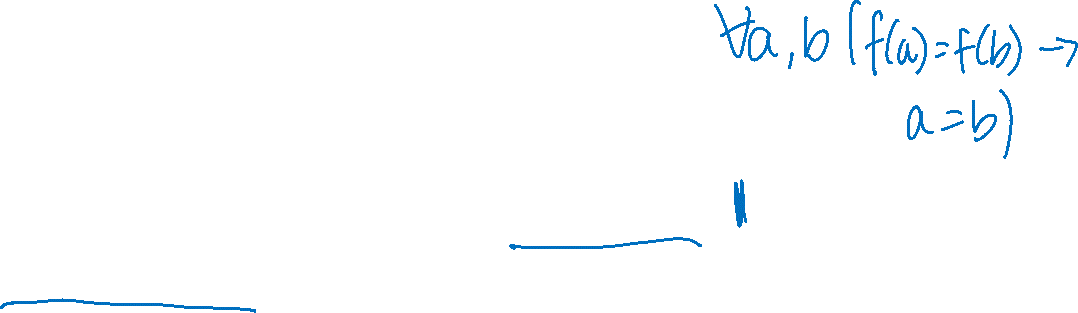 ∀a,b (f(a)=f(b) →
a=b)